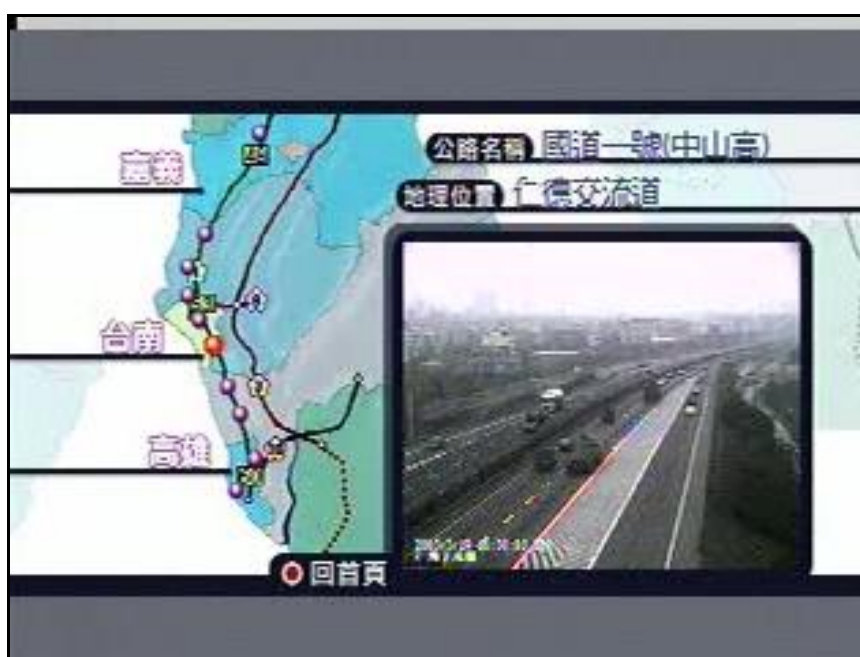 公路名稱 國道一號(中山高)
嘉義
地理位置 仁德交流道
台南
高雄
回首頁